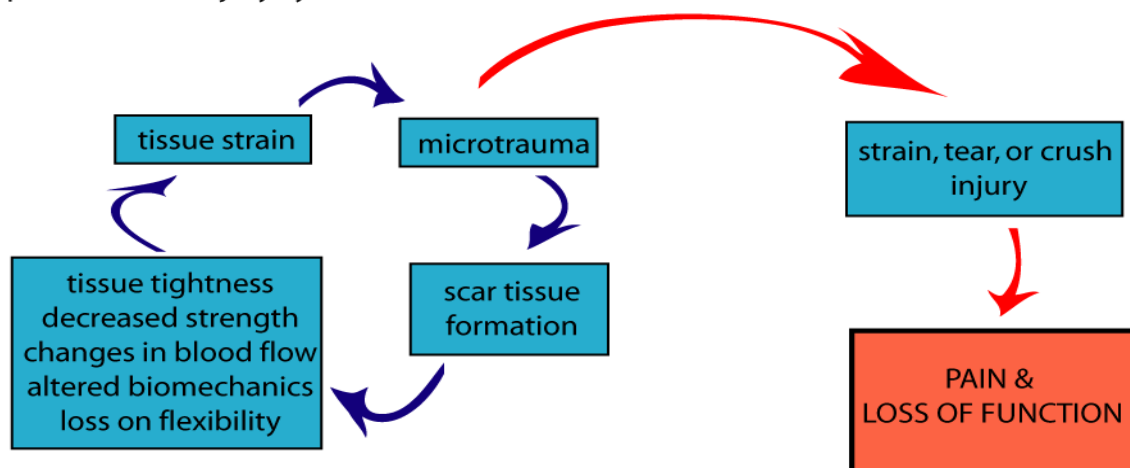 tissue strain
microtrauma
strain, tear, or crush
injury
tissue tightness
decreased strength
changes in blood flow
altered biomechanics
loss on flexibility
scar tissue
formation
PAIN &
LOSS OF FUNCTION